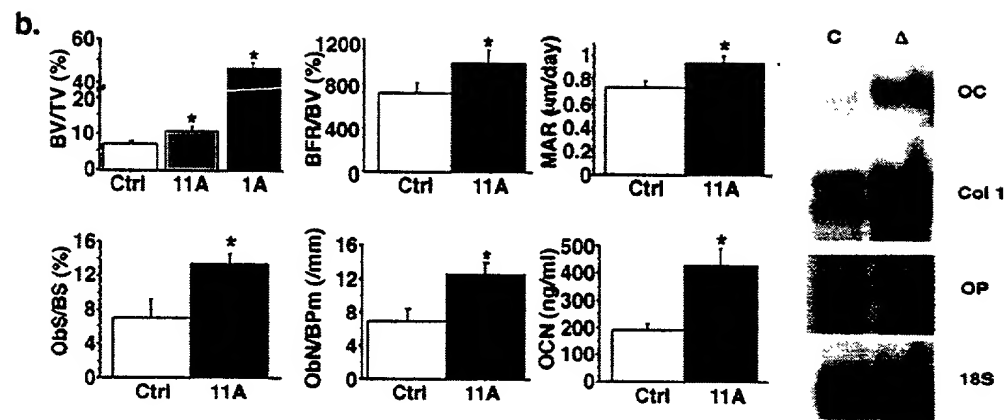 b.
BV/TV (%)
60
40
20
10
0
Ctrl 11A 1A
*
*
BFR/BV (%)
1200
800
400
0
Ctrl 11A
*
MAR (μm/day)
1
0.8
0.6
0.4
0.2
0
Ctrl 11A
*
ObS/BS (%)
16
12
8
4
0
Ctrl 11A
*
ObN/BPm (/mm)
16
12
8
4
0
Ctrl 11A
*
OCN (ng/ml)
500
400
300
200
100
0
Ctrl 11A
*
C Δ
OC
Col 1
OP
18S